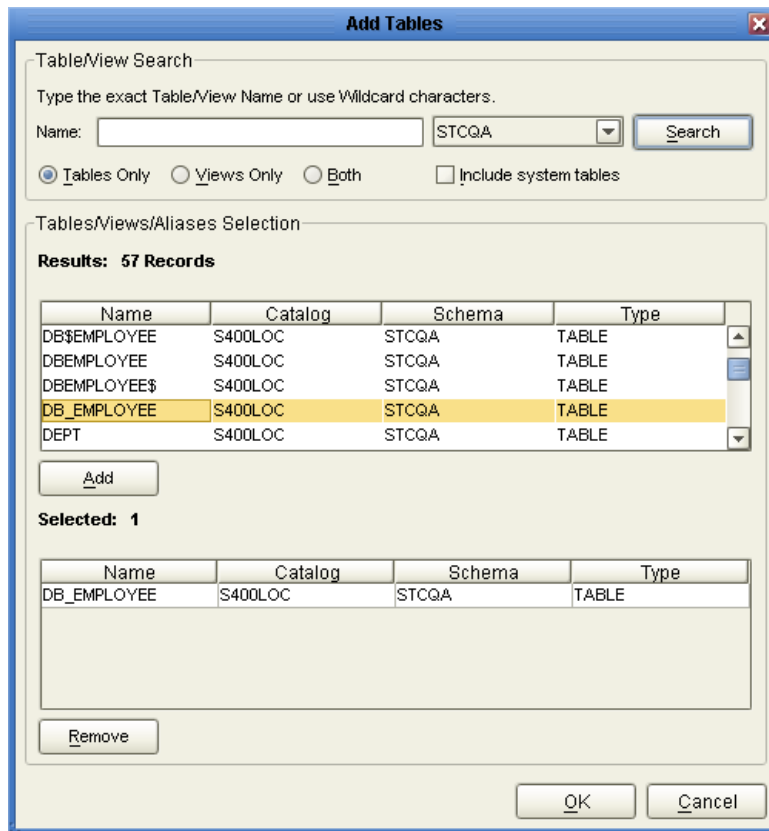 Add Tables
Table/View Search
Type the exact Table/View Name or use Wildcard characters.
Name: STCQA Search
Tables Only Views Only Both Include system tables
Tables/Views/Aliases Selection
Results: 57 Records
Name Catalog Schema Type
DB$EMPLOYEE S400LOC STCQA TABLE
DBEMPLOYEE S400LOC STCQA TABLE
DBEMPLOYEE$ S400LOC STCQA TABLE
DB_EMPLOYEE S400LOC STCQA TABLE
DEPT S400LOC STCQA TABLE
Add
Selected: 1
Name Catalog Schema Type
DB_EMPLOYEE S400LOC STCQA TABLE
Remove
OK Cancel